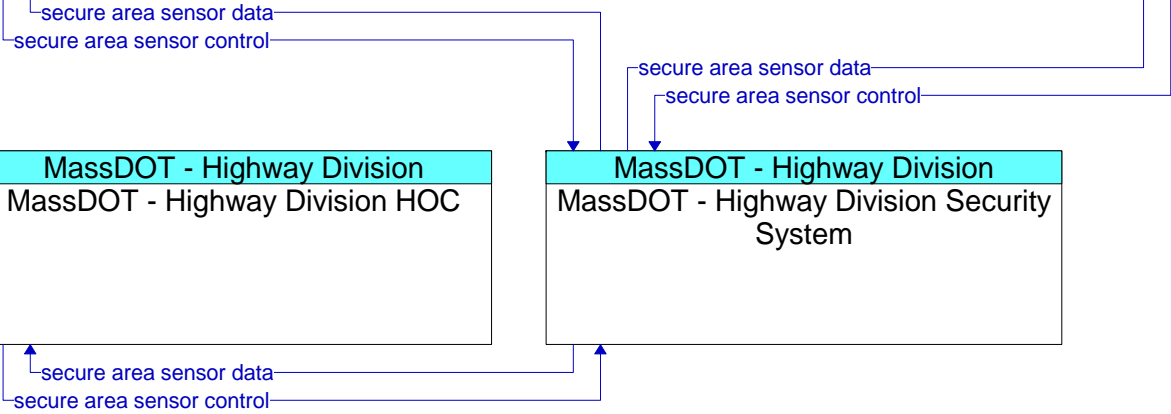 secure area sensor data
secure area sensor control
secure area sensor data
secure area sensor control
MassDOT - Highway Division
MassDOT - Highway Division HOC
MassDOT - Highway Division
MassDOT - Highway Division Security
System
secure area sensor data
secure area sensor control